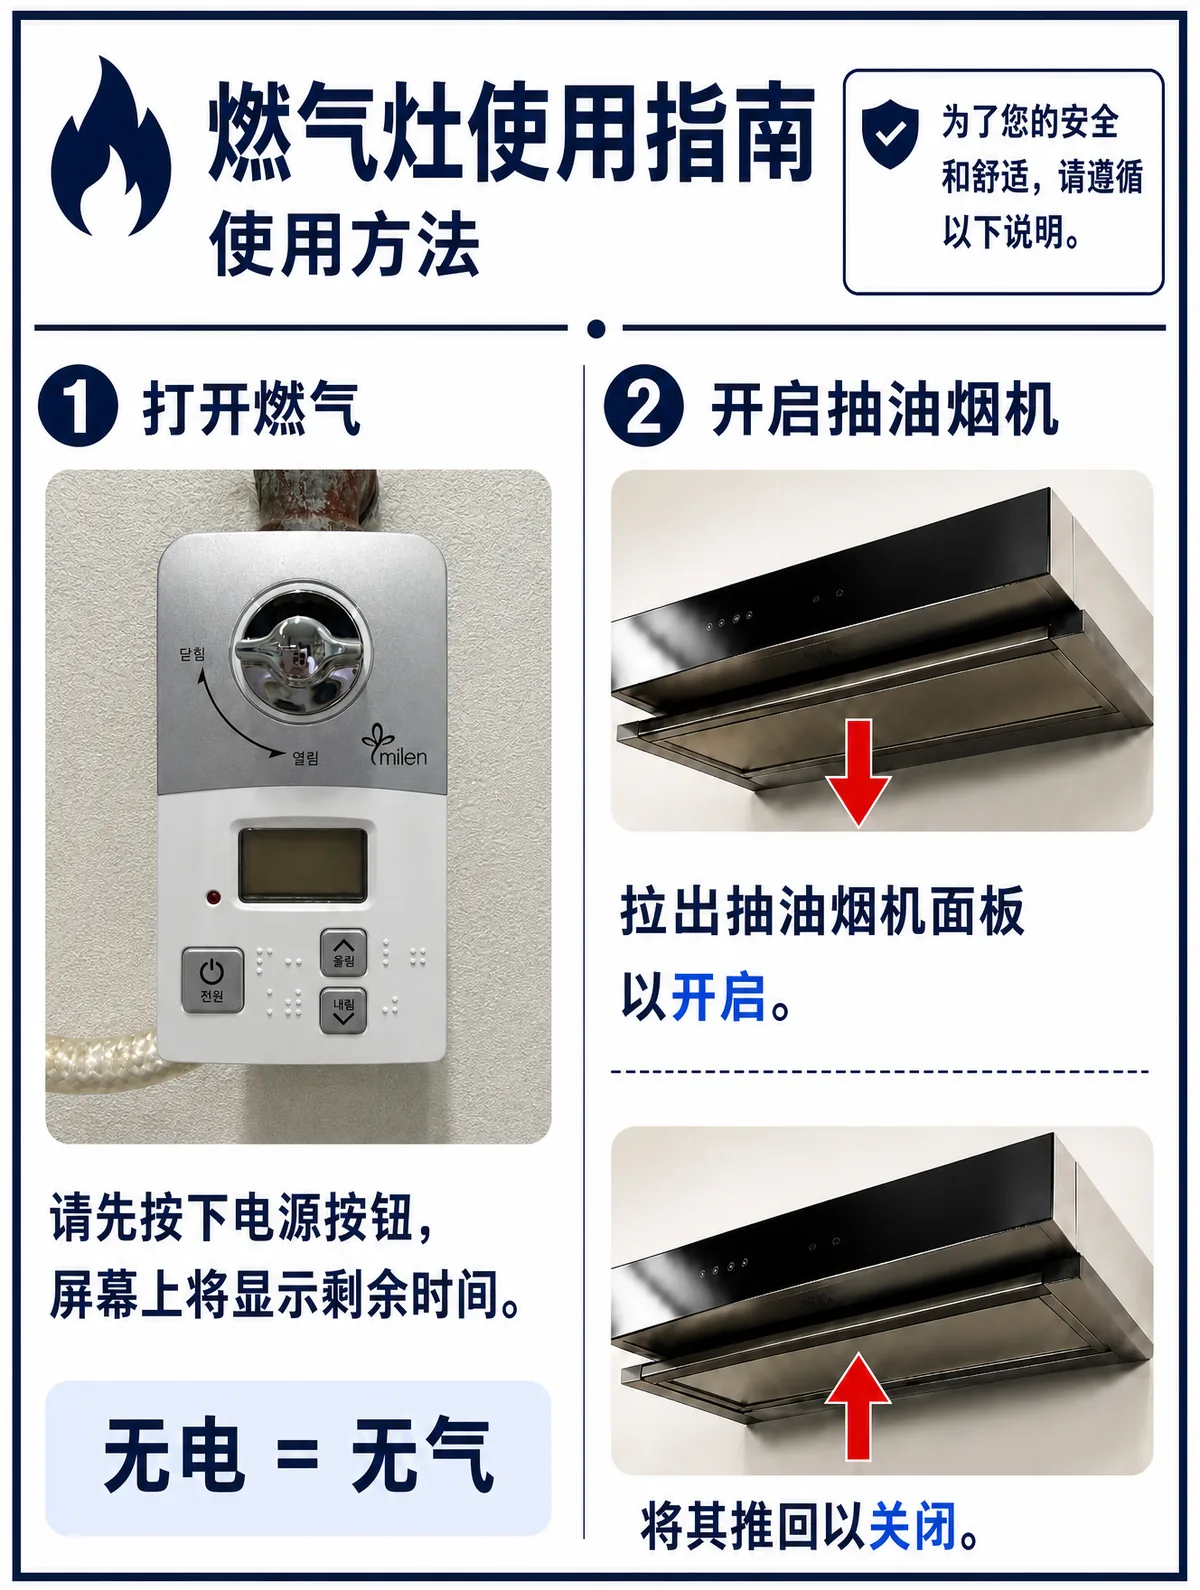 燃气灶使用指南
使用方法
为了您的安全
和舒适，请遵循
以下说明。
1 打开燃气
닫힘
열림
milen
전원
올림
내림
请先按下电源按钮，
屏幕上将显示剩余时间。
无电 = 无气
2 开启抽油烟机
拉出抽油烟机面板
以开启。
将其推回以关闭。